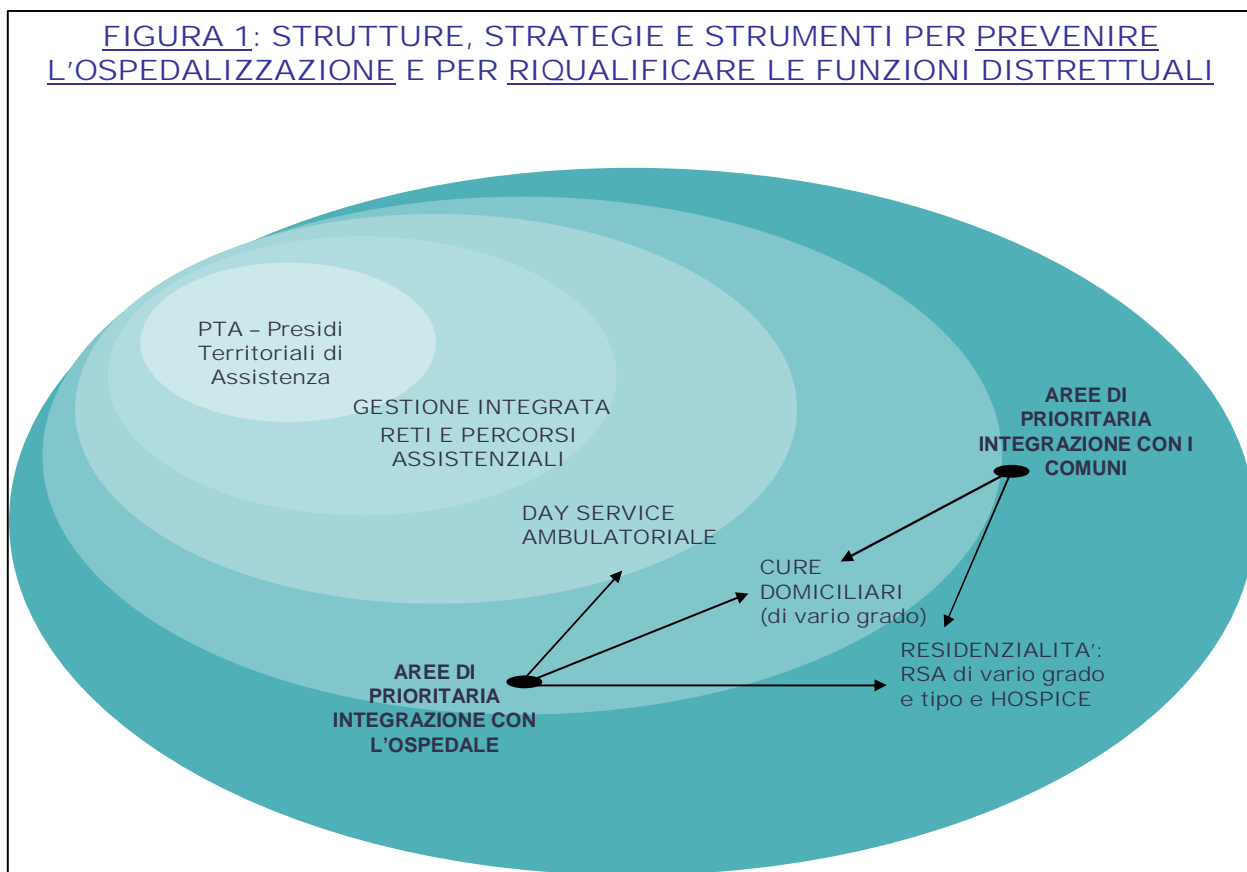 FIGURA 1: STRUTTURE, STRATEGIE E STRUMENTI PER PREVENIRE
L'OSPEDALIZZAZIONE E PER RIQUALIFICARE LE FUNZIONI DISTRETTUALI
PTA – Presidi
Territoriali di
Assistenza
GESTIONE INTEGRATA
RETI E PERCORSI
ASSISTENZIALI
AREE DI
PRIORITARIA
INTEGRAZIONE CON I
COMUNI
DAY SERVICE
AMBULATORIALE
CURE
DOMICILIARI
(di vario grado)
RESIDENZIALITA':
RSA di vario grado
e tipo e HOSPICE
AREE DI
PRIORITARIA
INTEGRAZIONE CON
L'OSPEDALE